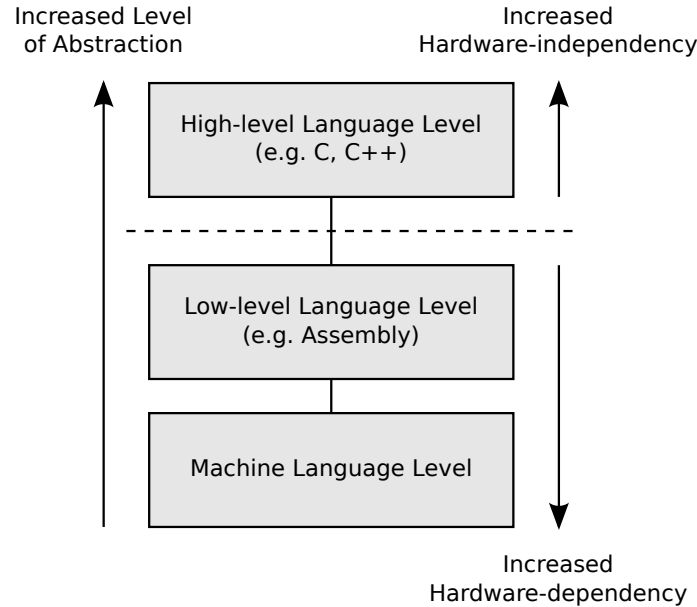 Increased Level
of Abstraction
Increased
Hardware-independency
High-level Language Level
(e.g. C, C++)
Low-level Language Level
(e.g. Assembly)
Machine Language Level
Increased
Hardware-dependency